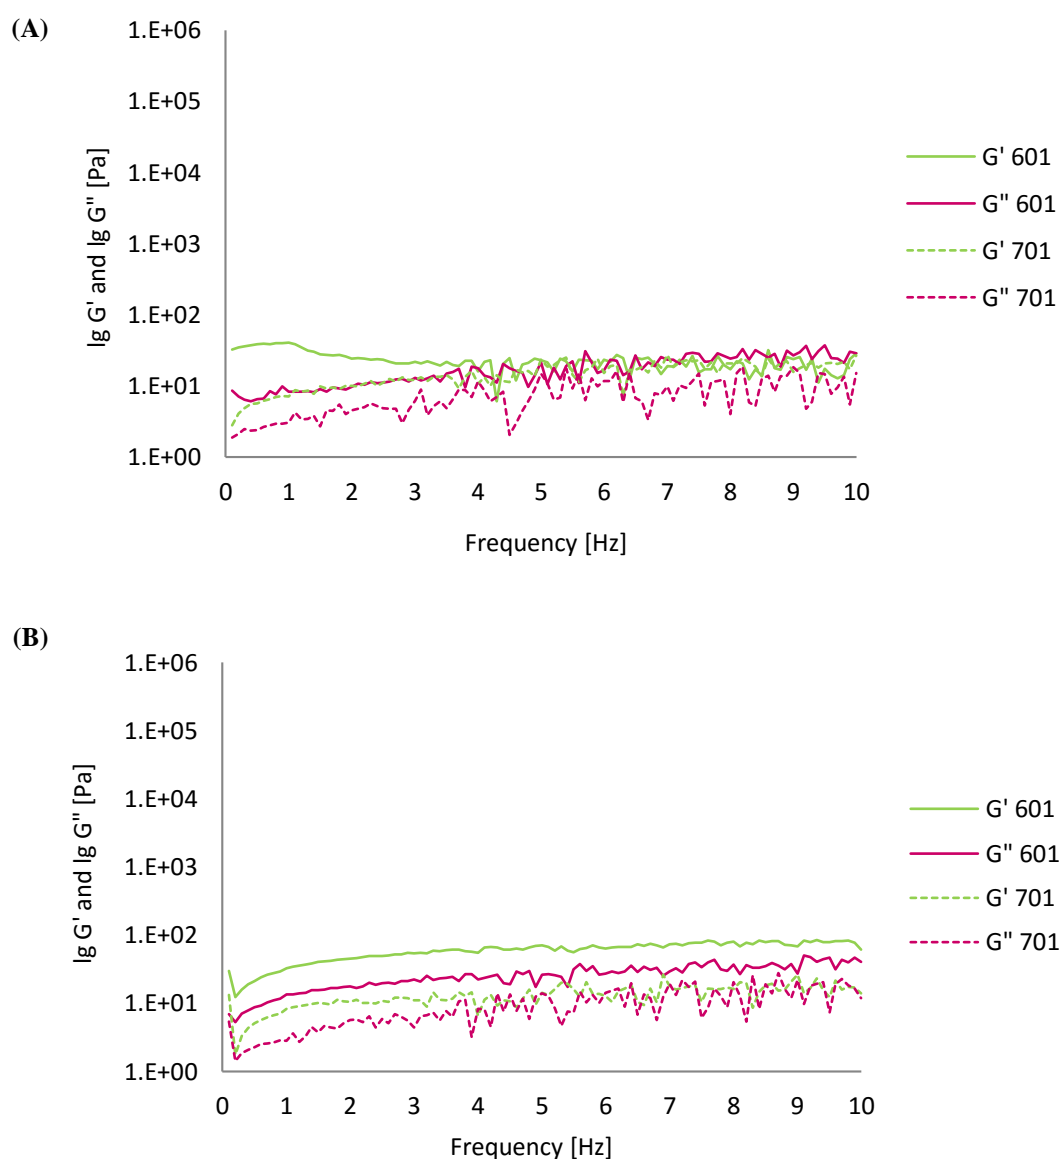 (A)
1.E+06
1.E+05
1.E+04
1.E+03
1.E+02
1.E+01
1.E+00
lg G' and lg G" [Pa]
0 1 2 3 4 5 6 7 8 9 10
Frequency [Hz]
G' 601
G" 601
G' 701
G" 701
(B)
1.E+06
1.E+05
1.E+04
1.E+03
1.E+02
1.E+01
1.E+00
lg G' and lg G" [Pa]
0 1 2 3 4 5 6 7 8 9 10
Frequency [Hz]
G' 601
G" 601
G' 701
G" 701